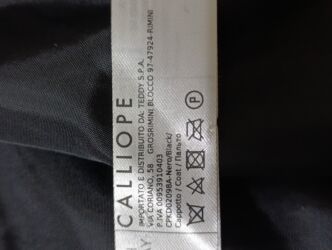 CALLIOPE
IMPORTATO E DISTRIBUITO DA: TEDDY S.P.A.
VIA CORIANO, 58 GROSRIMINI BLOCCO 97-47924-RIMINI
P.IVA 00953910403
CPKD02098A-Nero/Black/
Cappotto / Coat / Пальто
P